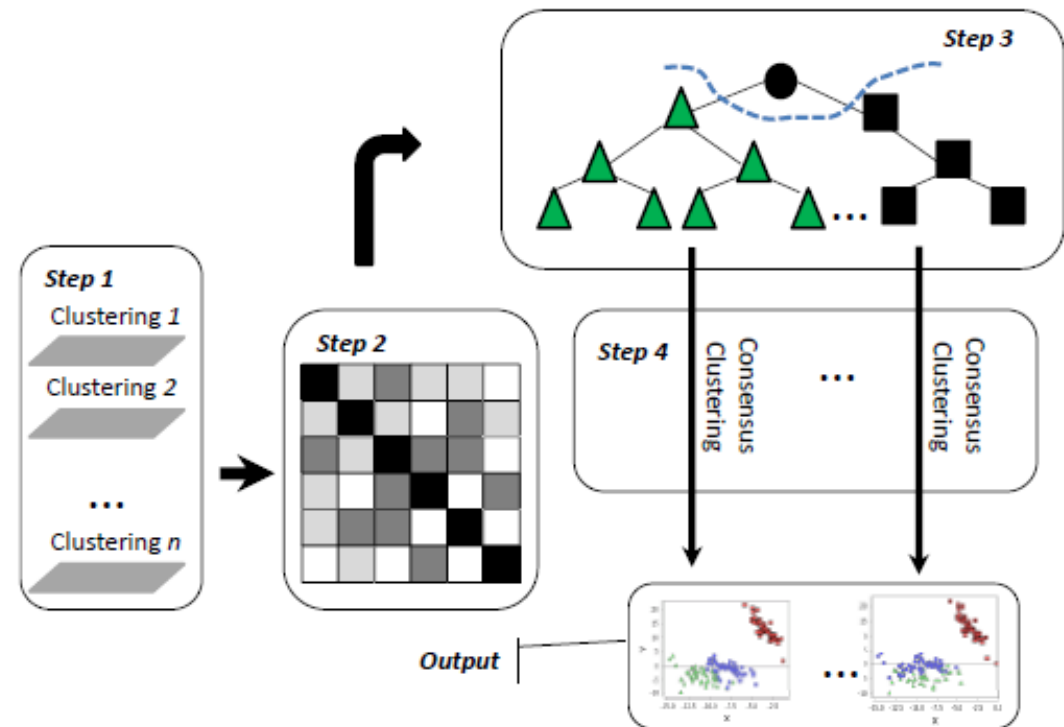 Step 3
Step 1
Clustering 1
Clustering 2
...
Clustering n
Step 2
...
Step 4
Consensus
Clustering
...
Consensus
Clustering
Output
...
X
X